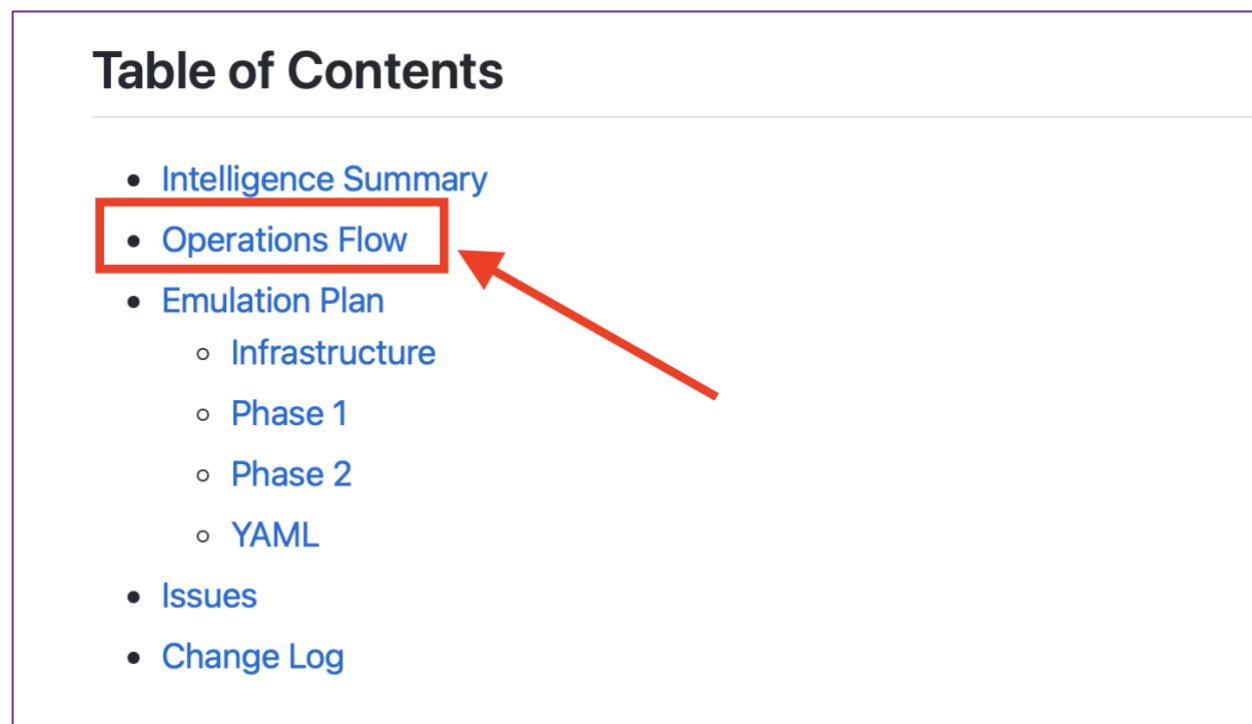 Table of Contents
Intelligence Summary
Operations Flow
Emulation Plan
Infrastructure
Phase 1
Phase 2
YAML
Issues
Change Log